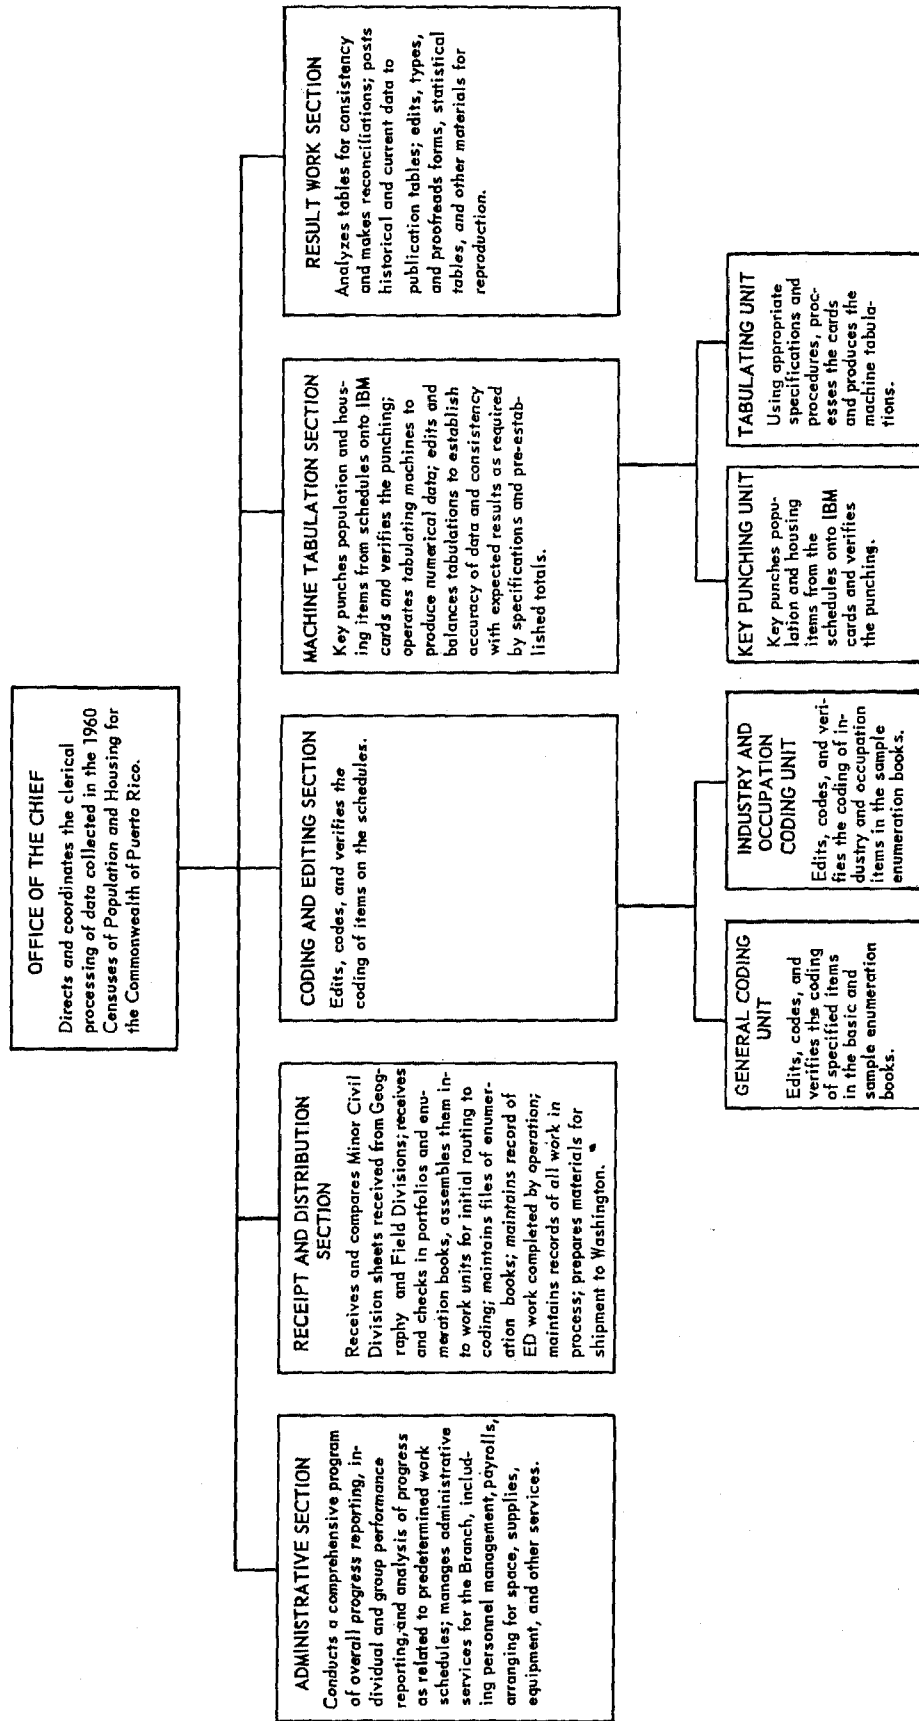 OFFICE OF THE CHIEF
Directs and coordinates the clerical
processing of data collected in the 1960
Censuses of Population and Housing for
the Commonwealth of Puerto Rico.
ADMINISTRATIVE SECTION
Conducts a comprehensive program
of overall progress reporting, in-
dividual and group performance
reporting, and analysis of progress
as related to predetermined work
schedules; manages administrative
services for the Branch, includ-
ing personnel management, payrolls,
arranging for space, supplies,
equipment, and other services.
RECEIPT AND DISTRIBUTION
SECTION
Receives and compares Minor Civil
Division sheets received from Geog-
raphy and Field Divisions; receives
and checks in portfolios and enu-
meration books, assembles them in-
to work units for initial routing to
coding; maintains files of enumer-
ation books; maintains record of
ED work completed by operation;
maintains records of all work in
process; prepares materials for
shipment to Washington.
CODING AND EDITING SECTION
Edits, codes, and verifies the
coding of items on the schedules.
MACHINE TABULATION SECTION
Key punches population and hous-
ing items from schedules onto IBM
cards and verifies the punching;
operates tabulating machines to
produce numerical data; edits and
balances tabulations to establish
accuracy of data and consistency
with expected results as required
by specifications and pre-estab-
lished totals.
RESULT WORK SECTION
Analyzes tables for consistency
and makes reconciliations; posts
historical and current data to
publication tables; edits, types,
and proofreads forms, statistical
tables, and other materials for
reproduction.
GENERAL CODING
UNIT
Edits, codes, and
verifies the coding
of specified items
in the basic and
sample enumeration
books.
INDUSTRY AND
OCCUPATION
CODING UNIT
Edits, codes, and veri-
fies the coding of in-
dustry and occupation
items in the sample
enumeration books.
KEY PUNCHING UNIT
Key punches popu-
lation and housing
items from the
schedules onto IBM
cards and verifies
the punching.
TABULATING UNIT
Using appropriate
specifications and
procedures, proc-
esses the cards
and produces the
machine tabula-
tions.